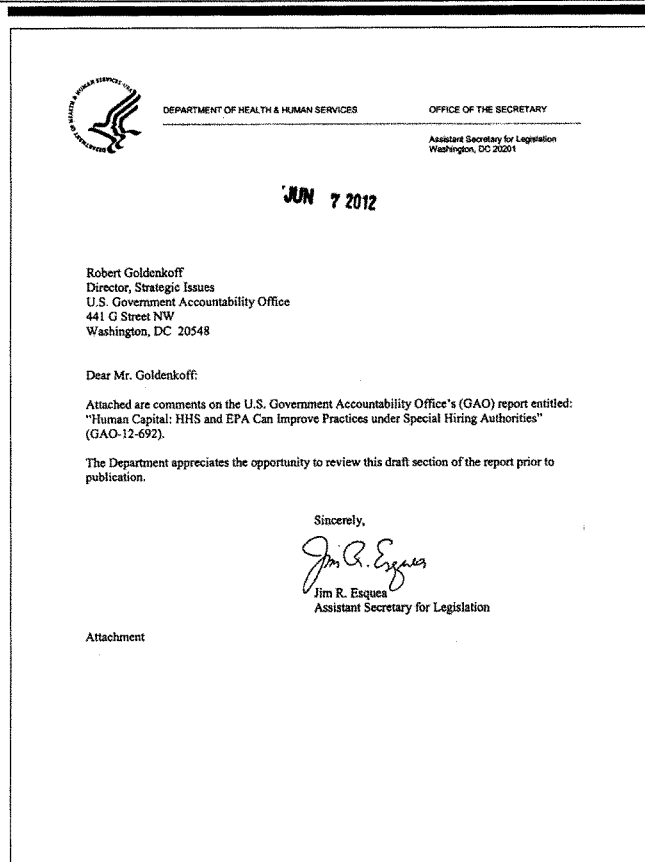 DEPARTMENT OF HEALTH & HUMAN SERVICES
OFFICE OF THE SECRETARY
Assistant Secretary for Legislation
Washington, DC 20201
JUN 7 2012
Robert Goldenkoff
Director, Strategic Issues
U.S. Government Accountability Office
441 G Street NW
Washington, DC 20548
Dear Mr. Goldenkoff:
Attached are comments on the U.S. Government Accountability Office's (GAO) report entitled:
"Human Capital: HHS and EPA Can Improve Practices under Special Hiring Authorities"
(GAO-12-692).
The Department appreciates the opportunity to review this draft section of the report prior to
publication.
Sincerely,
Jim R. Esquea
Jim R. Esquea
Assistant Secretary for Legislation
Attachment